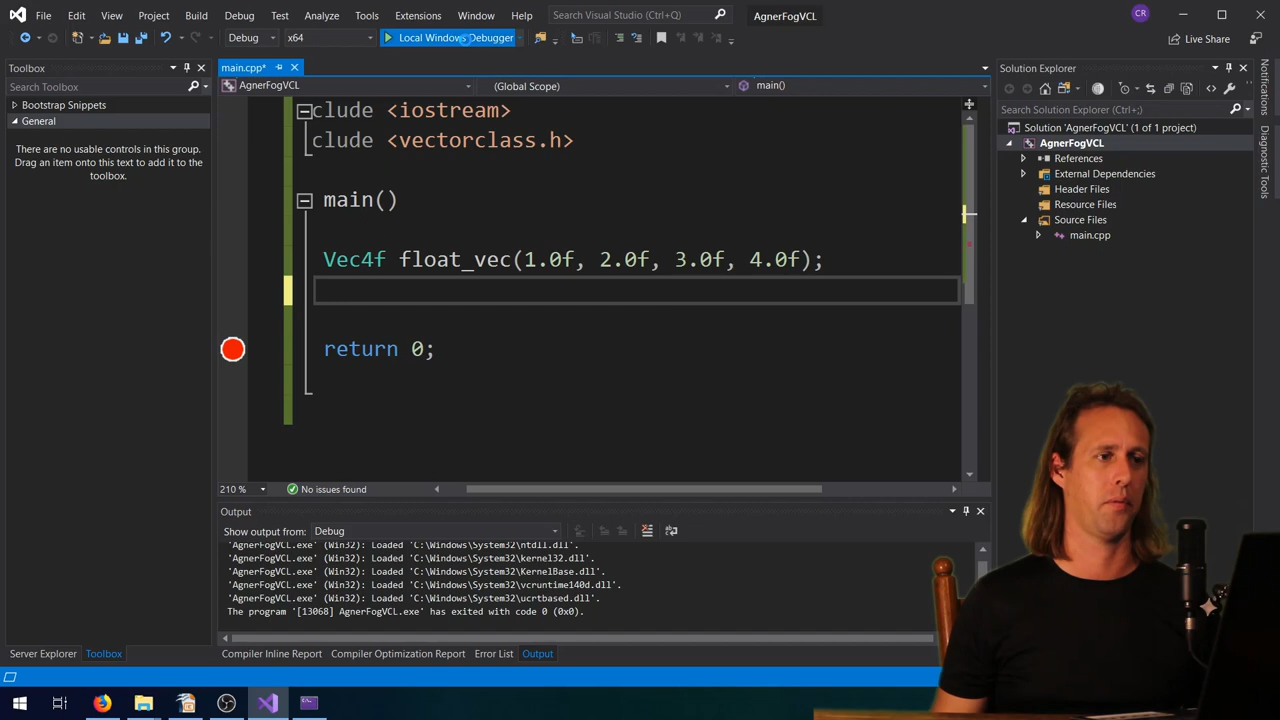 File Edit View Project Build Debug Test Analyze Tools Extensions Window Help Search Visual Studio (Ctrl+Q) AgnerFogVCL CR
Debug x64 Local Windows Debugger Live Share
Toolbox
Search Toolbox
Bootstrap Snippets
General
There are no usable controls in this group.
Drag an item onto this text to add it to the
toolbox.
Server Explorer Toolbox
main.cpp*
AgnerFogVCL (Global Scope) main()
clude <iostream>
clude <vectorclass.h>
main()
Vec4f float_vec(1.0f, 2.0f, 3.0f, 4.0f);
return 0;
210 % No issues found
Output
Show output from: Debug
'AgnerFogVCL.exe' (Win32): Loaded 'C:\Windows\System32\ntdll.dll'.
'AgnerFogVCL.exe' (Win32): Loaded 'C:\Windows\System32\kernel32.dll'.
'AgnerFogVCL.exe' (Win32): Loaded 'C:\Windows\System32\KernelBase.dll'.
'AgnerFogVCL.exe' (Win32): Loaded 'C:\Windows\System32\vcruntime140d.dll'.
'AgnerFogVCL.exe' (Win32): Loaded 'C:\Windows\System32\ucrtbased.dll'.
The program '[13068] AgnerFogVCL.exe' has exited with code 0 (0x0).
Compiler Inline Report Compiler Optimization Report Error List Output
Solution Explorer
Search Solution Explorer (Ctrl+;)
Solution 'AgnerFogVCL' (1 of 1 project)
AgnerFogVCL
References
External Dependencies
Header Files
Resource Files
Source Files
main.cpp
Notifications
Diagnostic Tools